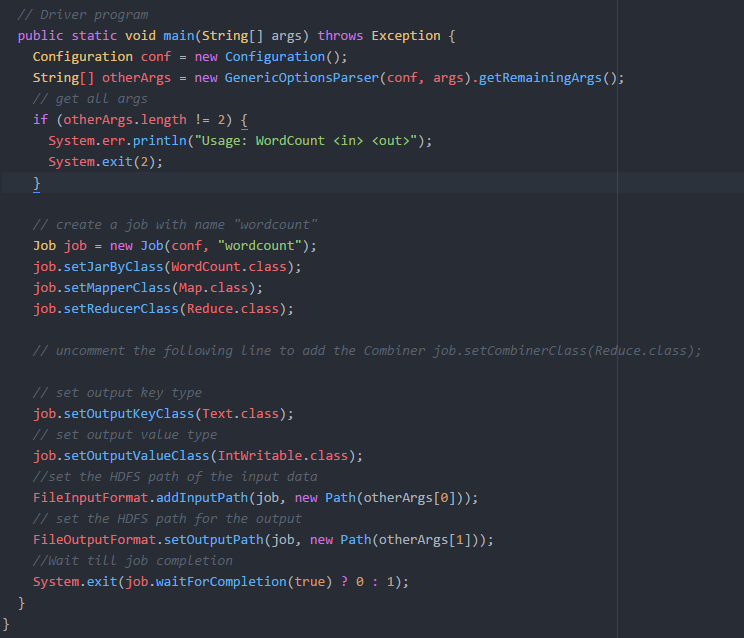 // Driver program
public static void main(String[] args) throws Exception {
Configuration conf = new Configuration();
String[] otherArgs = new GenericOptionsParser(conf, args).getRemainingArgs();
// get all args
if (otherArgs.length != 2) {
System.err.println("Usage: WordCount <in> <out>");
System.exit(2);
}
// create a job with name "wordcount"
Job job = new Job(conf, "wordcount");
job.setJarByClass(WordCount.class);
job.setMapperClass(Map.class);
job.setReducerClass(Reduce.class);
// uncomment the following line to add the Combiner job.setCombinerClass(Reduce.class);
// set output key type
job.setOutputKeyClass(Text.class);
// set output value type
job.setOutputValueClass(IntWritable.class);
//set the HDFS path of the input data
FileInputFormat.addInputPath(job, new Path(otherArgs[0]));
// set the HDFS path for the output
FileOutputFormat.setOutputPath(job, new Path(otherArgs[1]));
//Wait till job completion
System.exit(job.waitForCompletion(true) ? 0 : 1);
}
}